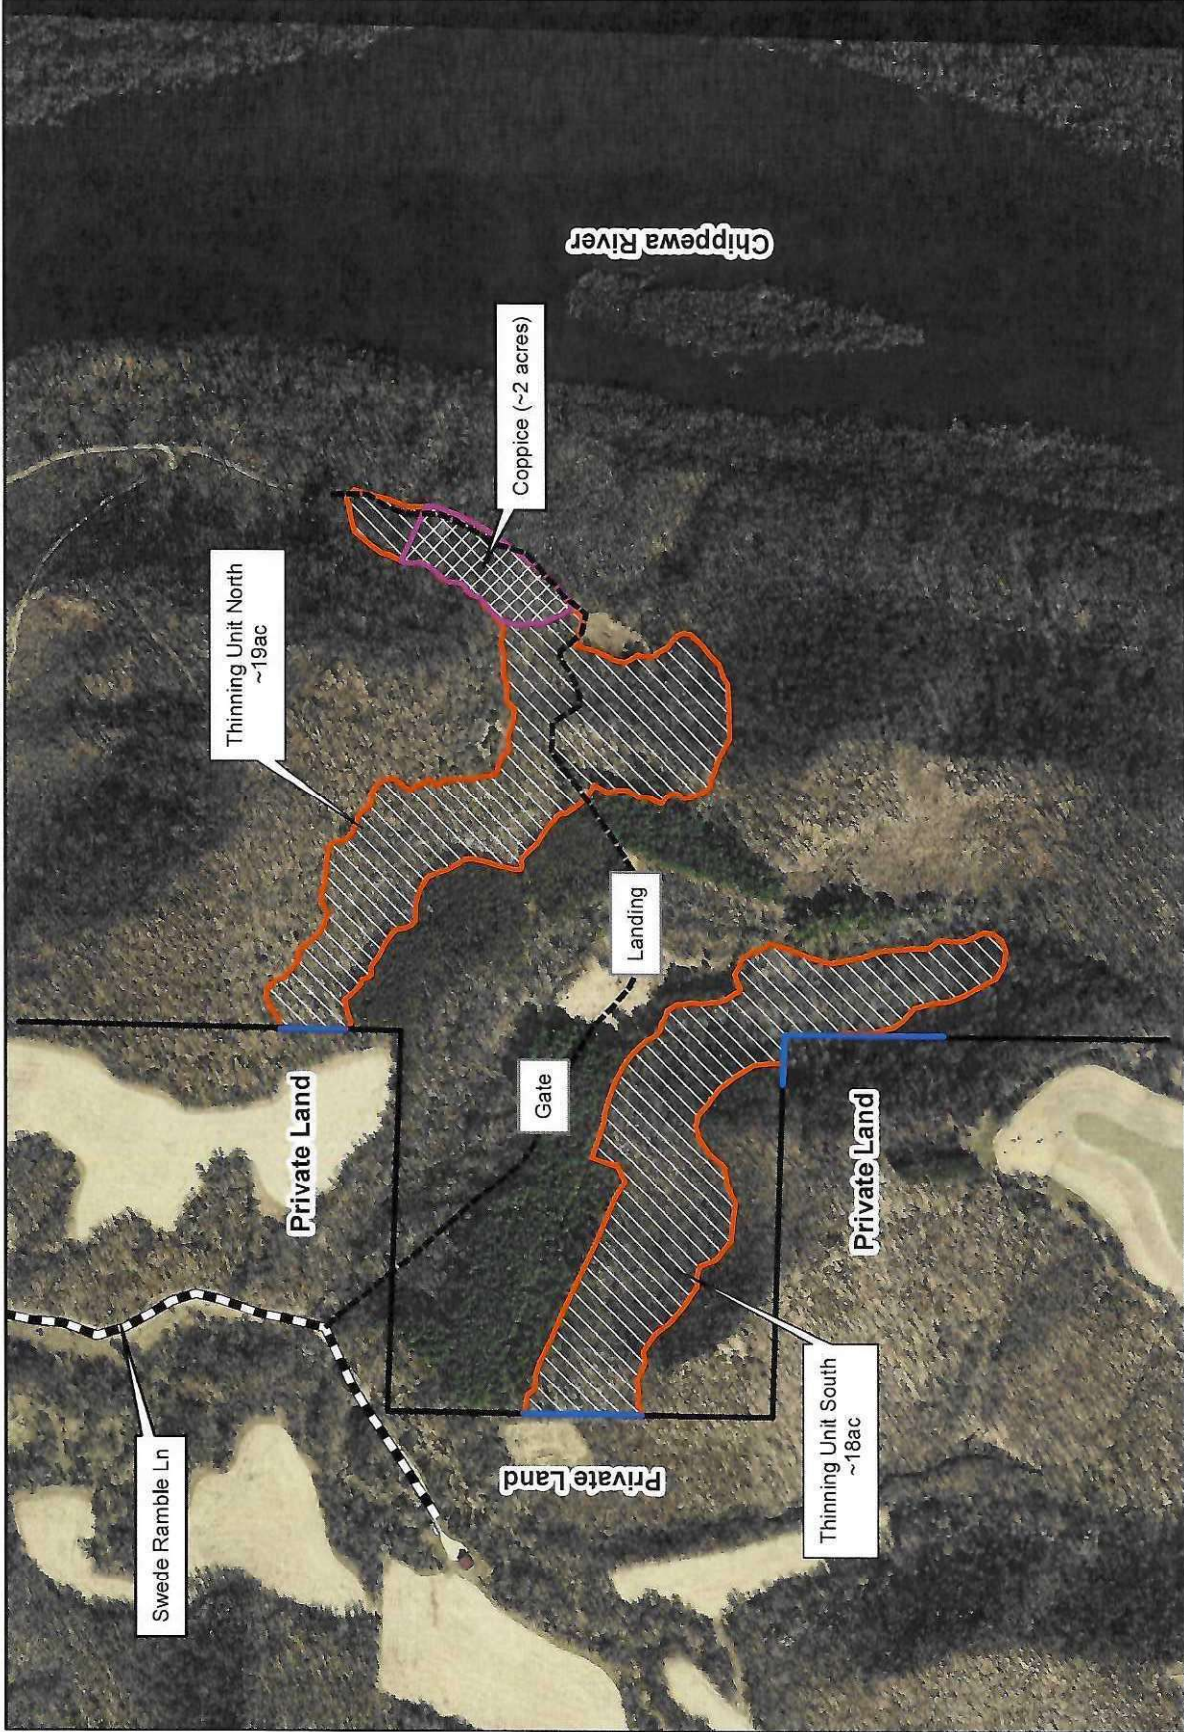 Swede Ramble Ln
Private Land
Thinning Unit North
~19ac
Gate
Landing
Coppice (~2 acres)
Chippewa River
Private Land
Thinning Unit South
~18ac
Private Land